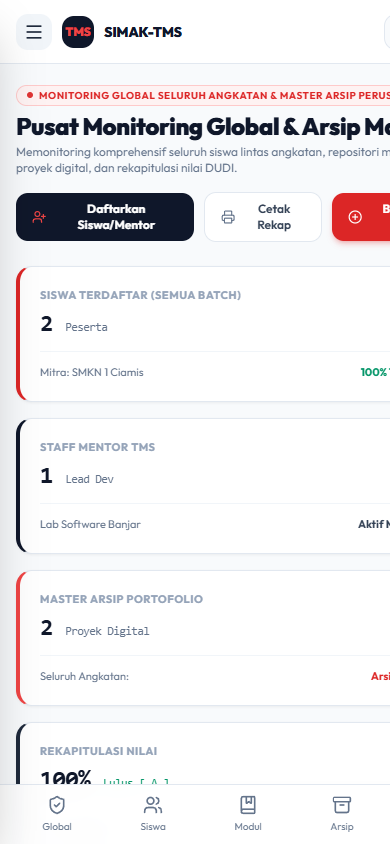 TMS SIMAK-TMS
MONITORING GLOBAL SELURUH ANGKATAN & MASTER ARSIP
Pusat Monitoring Global & Arsip
Memonitoring komprehensif seluruh siswa lintas angkatan, repositori
proyek digital, dan rekapitulasi nilai DUDI.
Daftarkan
Siswa/Mentor
Cetak
Rekap
SISWA TERDAFTAR (SEMUA BATCH)
2 Peserta
Mitra: SMKN 1 Ciamis
100%
STAFF MENTOR TMS
1 Lead Dev
Lab Software Banjar
Aktif
MASTER ARSIP PORTOFOLIO
2 Proyek Digital
Seluruh Angkatan:
REKAPITULASI NILAI
100% Lulus [ A ]
Global
Siswa
Modul
Arsip